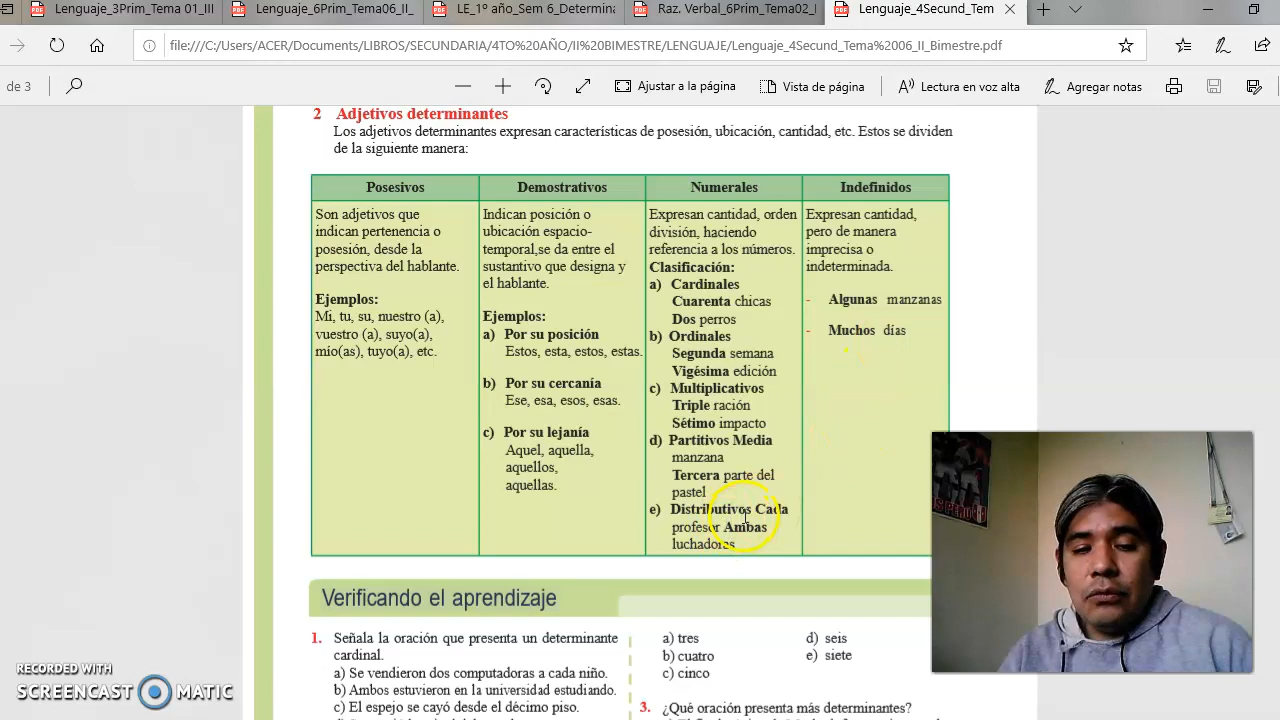 Lenguaje_3Prim_Tema 01_III
Lenguaje_6Prim_Tema06_II_
LE_1º año_Sem 6_Determina
Raz. Verbal_6Prim_Tema02_I
Lenguaje_4Secund_Tem
file:///C:/Users/ACER/Documents/LIBROS/SECUNDARIA/4TO%20AÑO/II%20BIMESTRE/LENGUAJE/Lenguaje_4Secund_Tema%2006_II_Bimestre.pdf
de 3
Ajustar a la página
Vista de página
Lectura en voz alta
Agregar notas
2 Adjetivos determinantes
Los adjetivos determinantes expresan características de posesión, ubicación, cantidad, etc. Estos se dividen
de la siguiente manera:
Posesivos
Son adjetivos que
indican pertenencia o
posesión, desde la
perspectiva del hablante.
Ejemplos:
Mi, tu, su, nuestro (a),
vuestro (a), suyo(a),
mío(as), tuyo(a), etc.
Demostrativos
Indican posición o
ubicación espacio-
temporal,se da entre el
sustantivo que designa y
el hablante.
Ejemplos:
a) Por su posición
Estos, esta, estos, estas.
b) Por su cercanía
Ese, esa, esos, esas.
c) Por su lejanía
Aquel, aquella,
aquellos,
aquellas.
Numerales
Expresan cantidad, orden
división, haciendo
referencia a los números.
Clasificación:
a) Cardinales
Cuarenta chicas
Dos perros
b) Ordinales
Segunda semana
Vigésima edición
c) Multiplicativos
Triple ración
Sétimo impacto
d) Partitivos Media
manzana
Tercera parte del
pastel
e) Distributivos Cada
profesor Ambas
luchadoras
Indefinidos
Expresan cantidad,
pero de manera
imprecisa o
indeterminada.
- Algunas manzanas
- Muchos días
Verificando el aprendizaje
1. Señala la oración que presenta un determinante
cardinal.
a) Se vendieron dos computadoras a cada niño.
b) Ambos estuvieron en la universidad estudiando.
c) El espejo se cayó desde el décimo piso.
a) tres
b) cuatro
c) cinco
d) seis
e) siete
3. ¿Qué oración presenta más determinantes?
RECORDED WITH
SCREENCAST MATIC